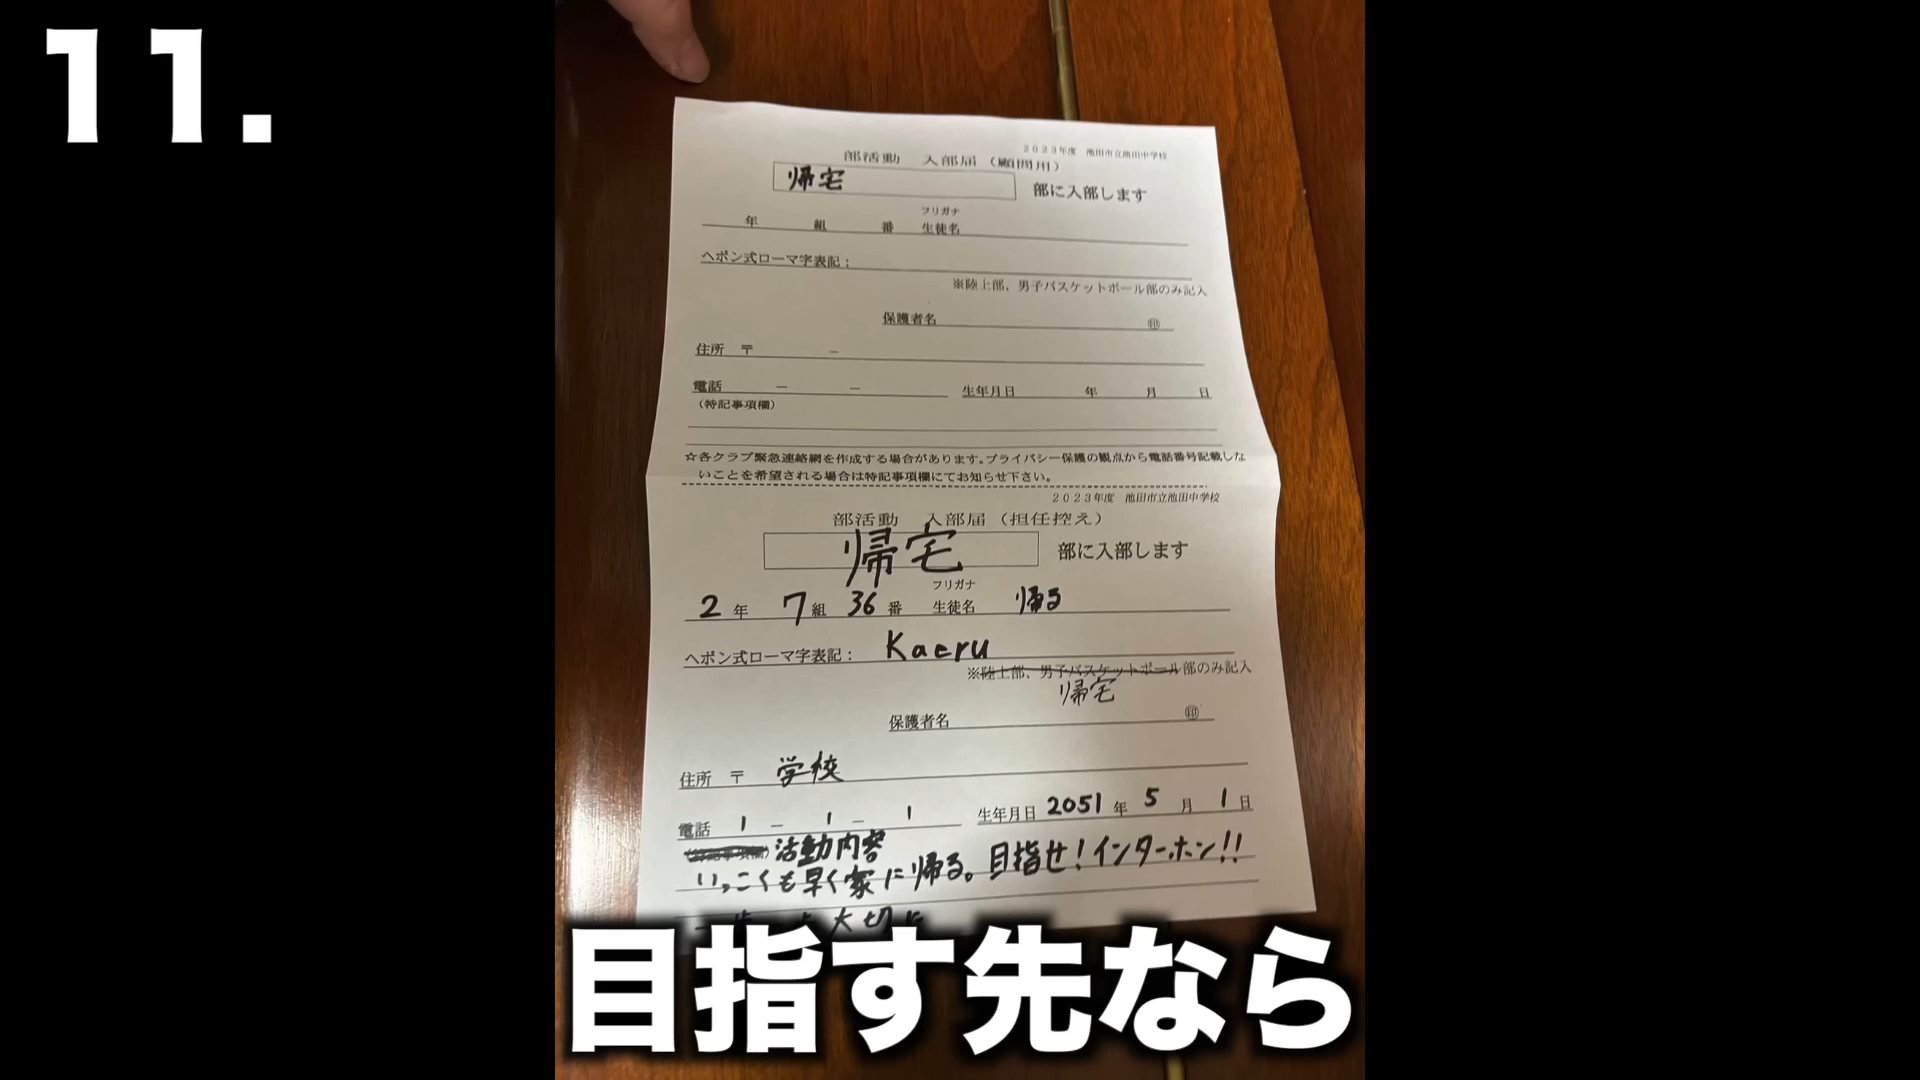 11.
2023年度 池田市立池田中学校
部活動 入部届(顧問用)
帰宅 部に入部します
フリガナ
年 組 番 生徒名
ヘボン式ローマ字表記:
※陸上部、男子バスケットボール部のみ記入
保護者名 ㊞
住所 〒 －
電話 － － 生年月日 年 月 日
(特記事項欄)
☆各クラブ緊急連絡網を作成する場合があります。プライバシー保護の観点から電話番号記載しな
いことを希望される場合は特記事項欄にてお知らせ下さい。
2023年度 池田市立池田中学校
部活動 入部届(担任控え)
帰宅 部に入部します
フリガナ
2年 7組 36番 生徒名 帰る
ヘボン式ローマ字表記: Kaeru
※陸上部、男子バスケットボール部のみ記入
帰宅
保護者名 ㊞
住所 〒 学校
電話 1 － 1 － 1 生年月日 2051年 5月 1日
(特記事項欄) 活動内容
いっこくも早く家に帰る。目指せ!インターホン!!
大切に
目指す先なら